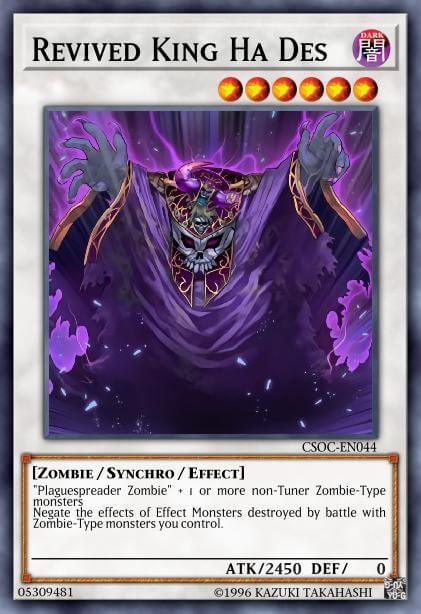 REVIVED KING HA DES
DARK
闇
CSOC-EN044
[ZOMBIE / SYNCHRO / EFFECT]
"Plaguespreader Zombie" + 1 or more non-Tuner Zombie-Type
monsters
Negate the effects of Effect Monsters destroyed by battle with
Zombie-Type monsters you control.
ATK/2450 DEF/ 0
05309481
©1996 KAZUKI TAKAHASHI